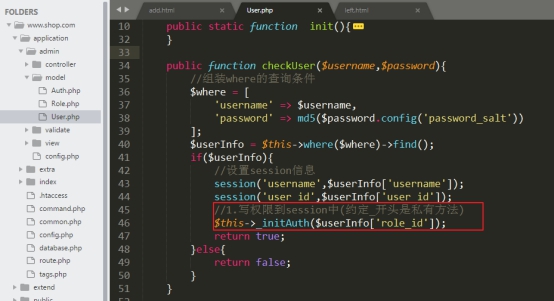 FOLDERS
www.shop.com
application
admin
controller
model
Auth.php
Role.php
User.php
validate
view
config.php
extra
index
.htaccess
command.php
common.php
config.php
database.php
route.php
tags.php
extend
public
add.html
User.php
left.html
10 public static function init(){
32 }
33
34 public function checkUser($username,$password){
35 //组装where的查询条件
36 $where = [
37 'username' => $username,
38 'password' => md5($password.config('password_salt'))
39 ];
40 $userInfo = $this->where($where)->find();
41 if($userInfo){
42 //设置session信息
43 session('username',$userInfo['username']);
44 session('user_id',$userInfo['user_id']);
45 //1.写权限到session中(约定_开头是私有方法)
46 $this->_initAuth($userInfo['role_id']);
47 return true;
48 }else{
49 return false;
50 }
51 }